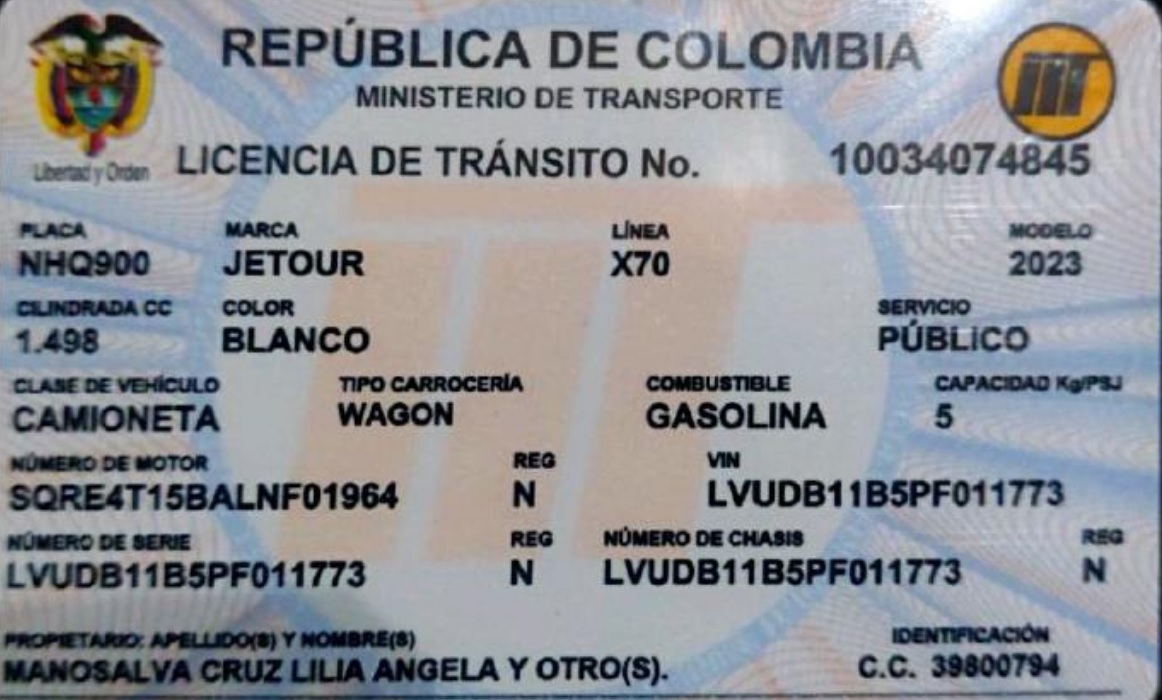 REPÚBLICA DE COLOMBIA
MINISTERIO DE TRANSPORTE
Libertad y Orden
LICENCIA DE TRÁNSITO No. 10034074845
PLACA MARCA LÍNEA MODELO
NHQ900 JETOUR X70 2023
CILINDRADA CC COLOR SERVICIO
1.498 BLANCO PÚBLICO
CLASE DE VEHÍCULO TIPO CARROCERÍA COMBUSTIBLE CAPACIDAD Kg/PSJ
CAMIONETA WAGON GASOLINA 5
NÚMERO DE MOTOR REG VIN
SQRE4T15BALNF01964 N LVUDB11B5PF011773
NÚMERO DE SERIE REG NÚMERO DE CHASIS REG
LVUDB11B5PF011773 N LVUDB11B5PF011773 N
PROPIETARIO: APELLIDO(S) Y NOMBRE(S) IDENTIFICACIÓN
MANOSALVA CRUZ LILIA ANGELA Y OTRO(S). C.C. 39800794